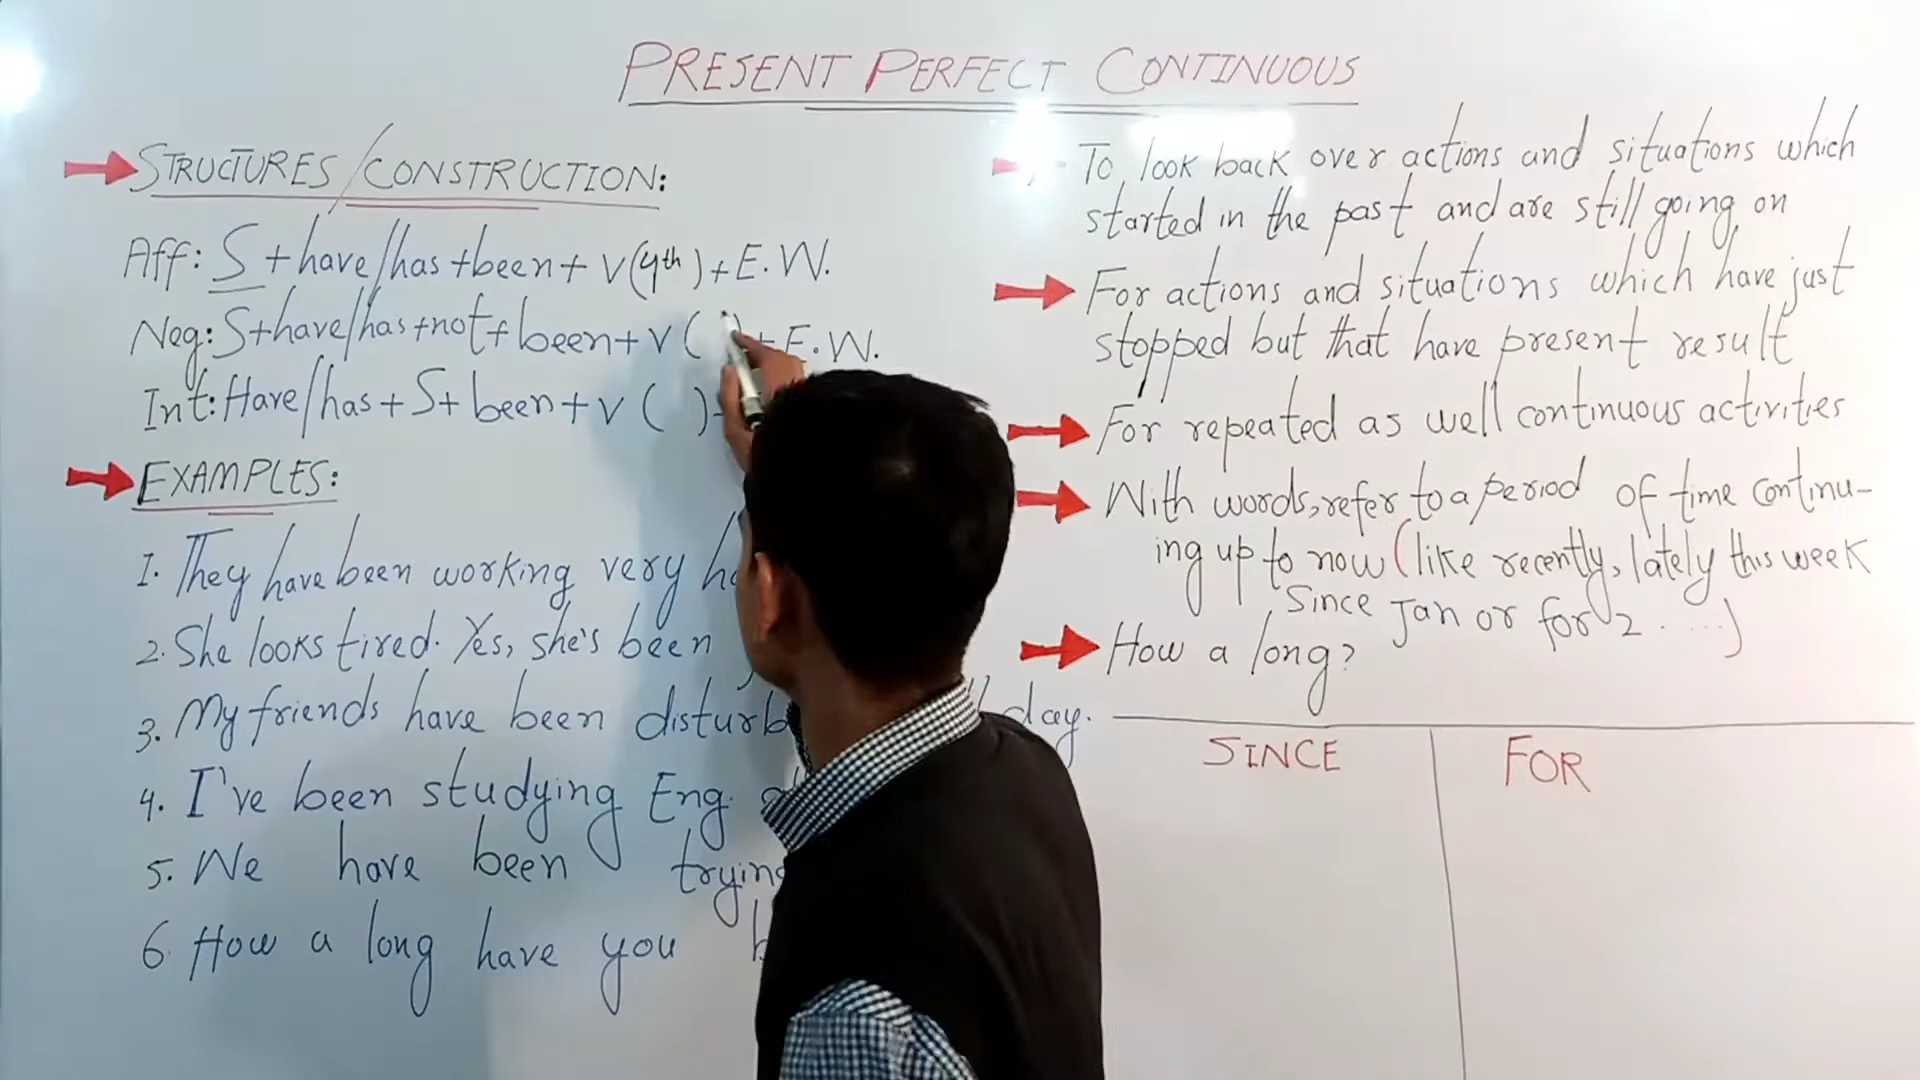 PRESENT PERFECT CONTINUOUS
STRUCTURES/CONSTRUCTION:
Aff: S + have/has + been + V(4th) + E.W.
Neg: S + have/has + not + been + V ( ) + E.W.
Int: Have/has + S + been + V ( ) +
EXAMPLES:
1. They have been working very
2. She looks tired. Yes, she's been
3. My friends have been day.
4. I've been studying Eng.
5. We have been trying
6. How a long have you
- To look back over actions and situations which
started in the past and are still going on
For actions and situations which have just
stopped but that have present result
For repeated as well continuous activities
With words, refer to a period of time continu-
ing up to now (like recently, lately this week
Since Jan or for 2 .....)
How a long?
SINCE
FOR